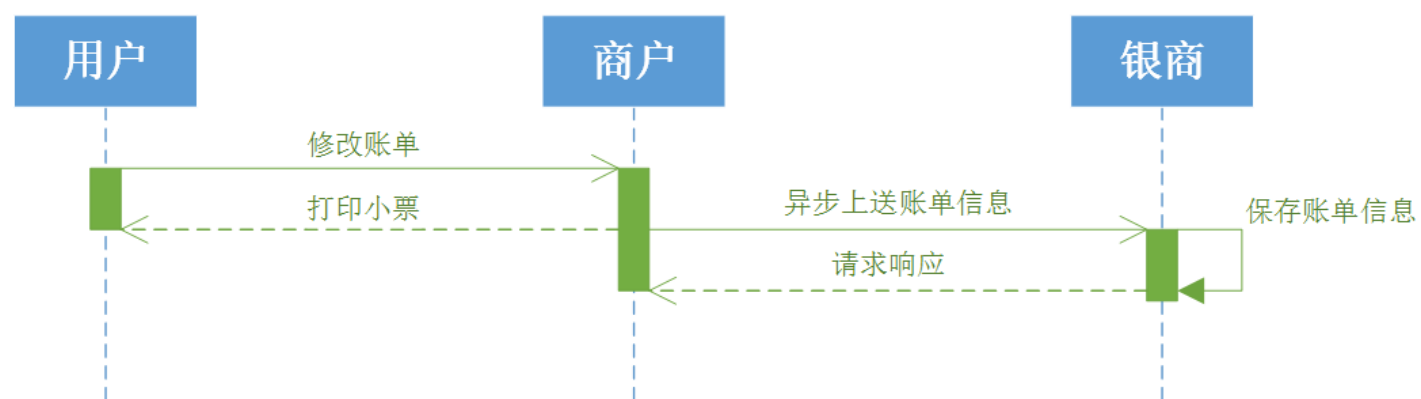 用户
商户
银商
修改账单
打印小票
异步上送账单信息
保存账单信息
请求响应